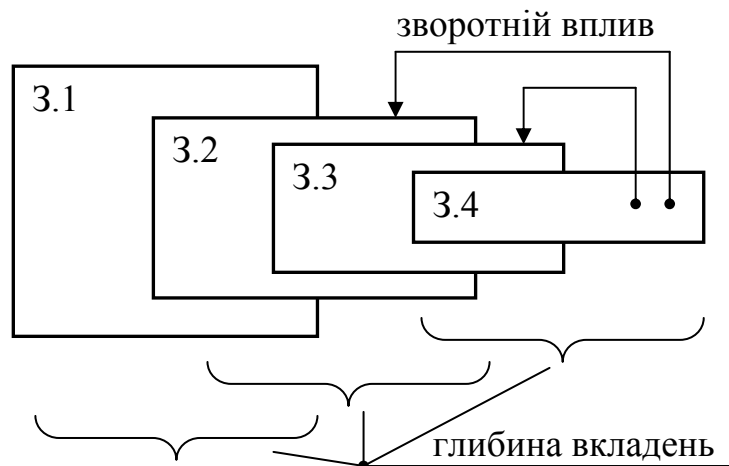 зворотній вплив
З.1
З.2
З.3
З.4
глибина вкладень